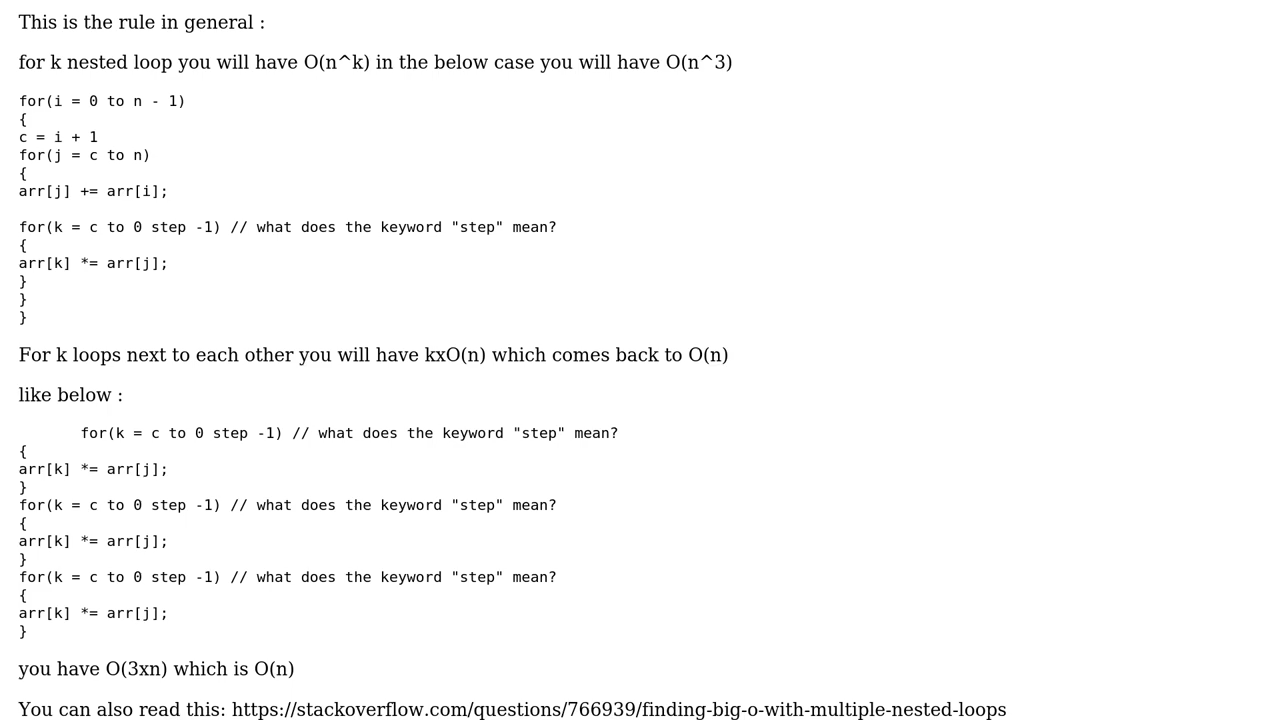 This is the rule in general :
for k nested loop you will have O(n^k) in the below case you will have O(n^3)
for(i = 0 to n - 1)
{
c = i + 1
for(j = c to n)
{
arr[j] += arr[i];
for(k = c to 0 step -1) // what does the keyword "step" mean?
{
arr[k] *= arr[j];
}
}
}
For k loops next to each other you will have kxO(n) which comes back to O(n)
like below :
for(k = c to 0 step -1) // what does the keyword "step" mean?
{
arr[k] *= arr[j];
}
for(k = c to 0 step -1) // what does the keyword "step" mean?
{
arr[k] *= arr[j];
}
for(k = c to 0 step -1) // what does the keyword "step" mean?
{
arr[k] *= arr[j];
}
you have O(3xn) which is O(n)
You can also read this: https://stackoverflow.com/questions/766939/finding-big-o-with-multiple-nested-loops